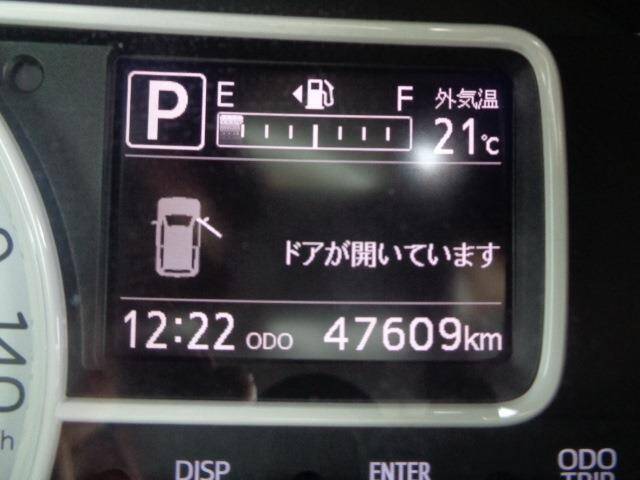 P E F 外気温
21℃
ドアが開いています
12:22 ODO 47609km
140
DISP ENTER ODO
TRIP